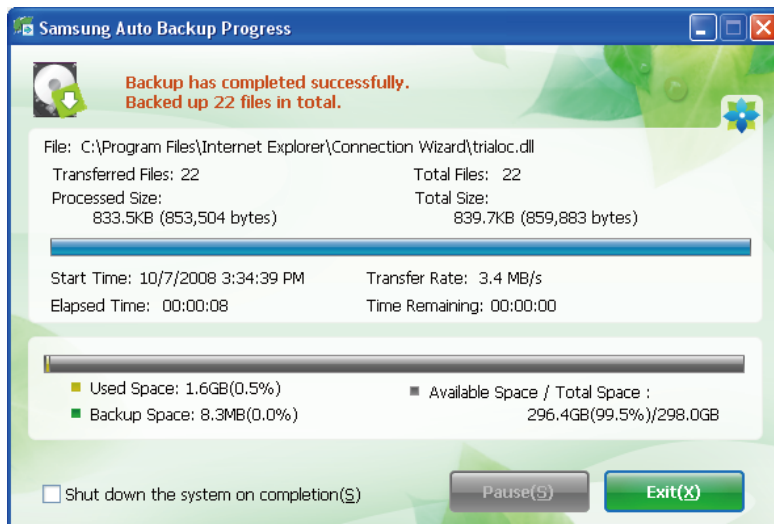 Samsung Auto Backup Progress
Backup has completed successfully.
Backed up 22 files in total.
File: C:\Program Files\Internet Explorer\Connection Wizard\trialoc.dll
Transferred Files: 22
Total Files: 22
Processed Size:
833.5KB (853,504 bytes)
Total Size:
839.7KB (859,883 bytes)
Start Time: 10/7/2008 3:34:39 PM
Transfer Rate: 3.4 MB/s
Elapsed Time: 00:00:08
Time Remaining: 00:00:00
Used Space: 1.6GB(0.5%)
Backup Space: 8.3MB(0.0%)
Available Space / Total Space :
296.4GB(99.5%)/298.0GB
Shut down the system on completion(S)
Pause(S)
Exit(X)